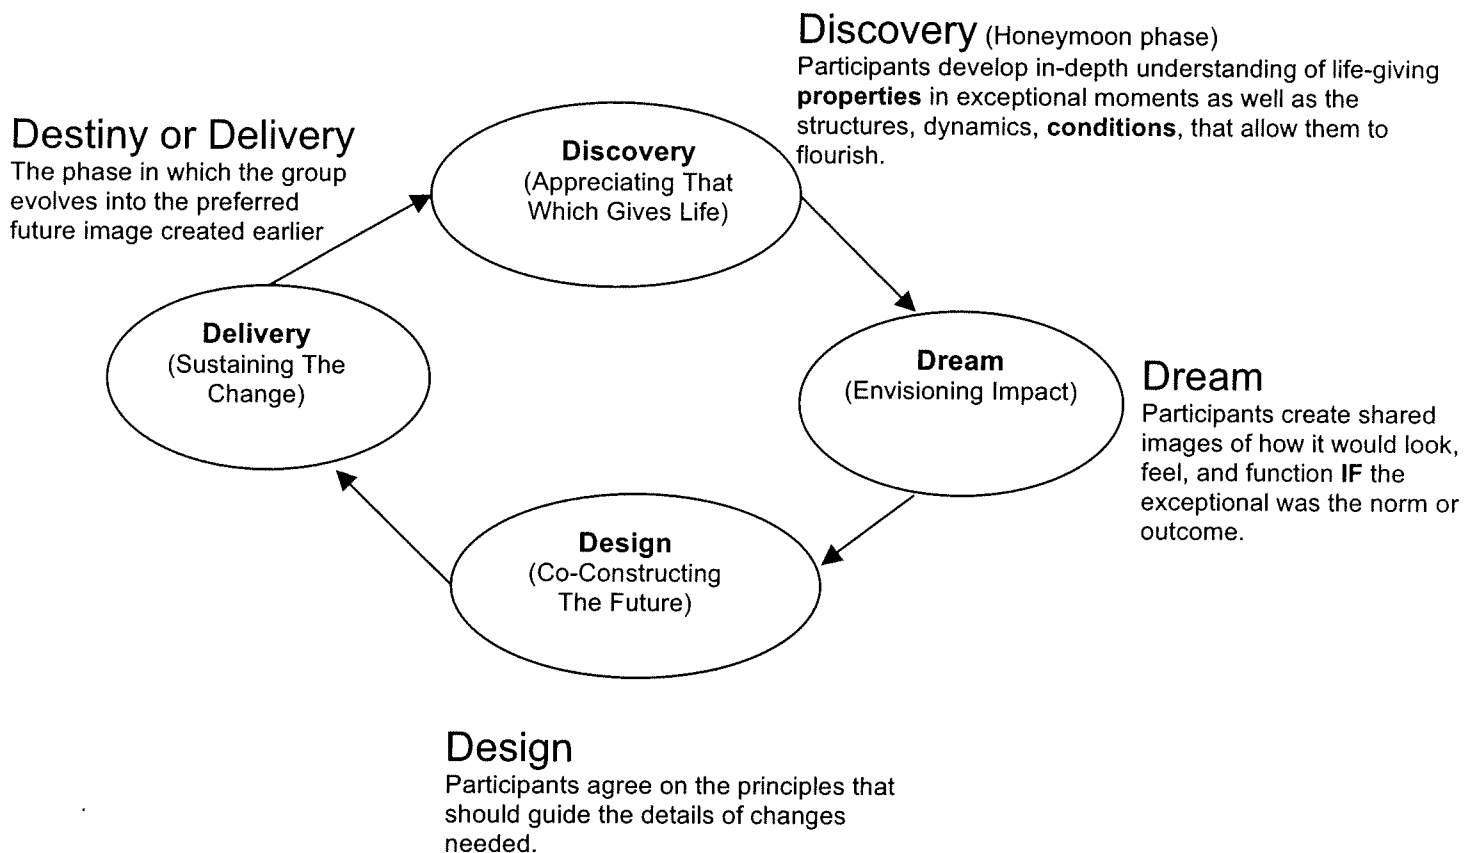 Discovery (Honeymoon phase)
Participants develop in-depth understanding of life-giving
properties in exceptional moments as well as the
structures, dynamics, conditions, that allow them to
flourish.
Destiny or Delivery
The phase in which the group
evolves into the preferred
future image created earlier
Discovery
(Appreciating That
Which Gives Life)
Delivery
(Sustaining The
Change)
Dream
(Envisioning Impact)
Dream
Participants create shared
images of how it would look,
feel, and function IF the
exceptional was the norm or
outcome.
Design
(Co-Constructing
The Future)
Design
Participants agree on the principles that
should guide the details of changes
needed.